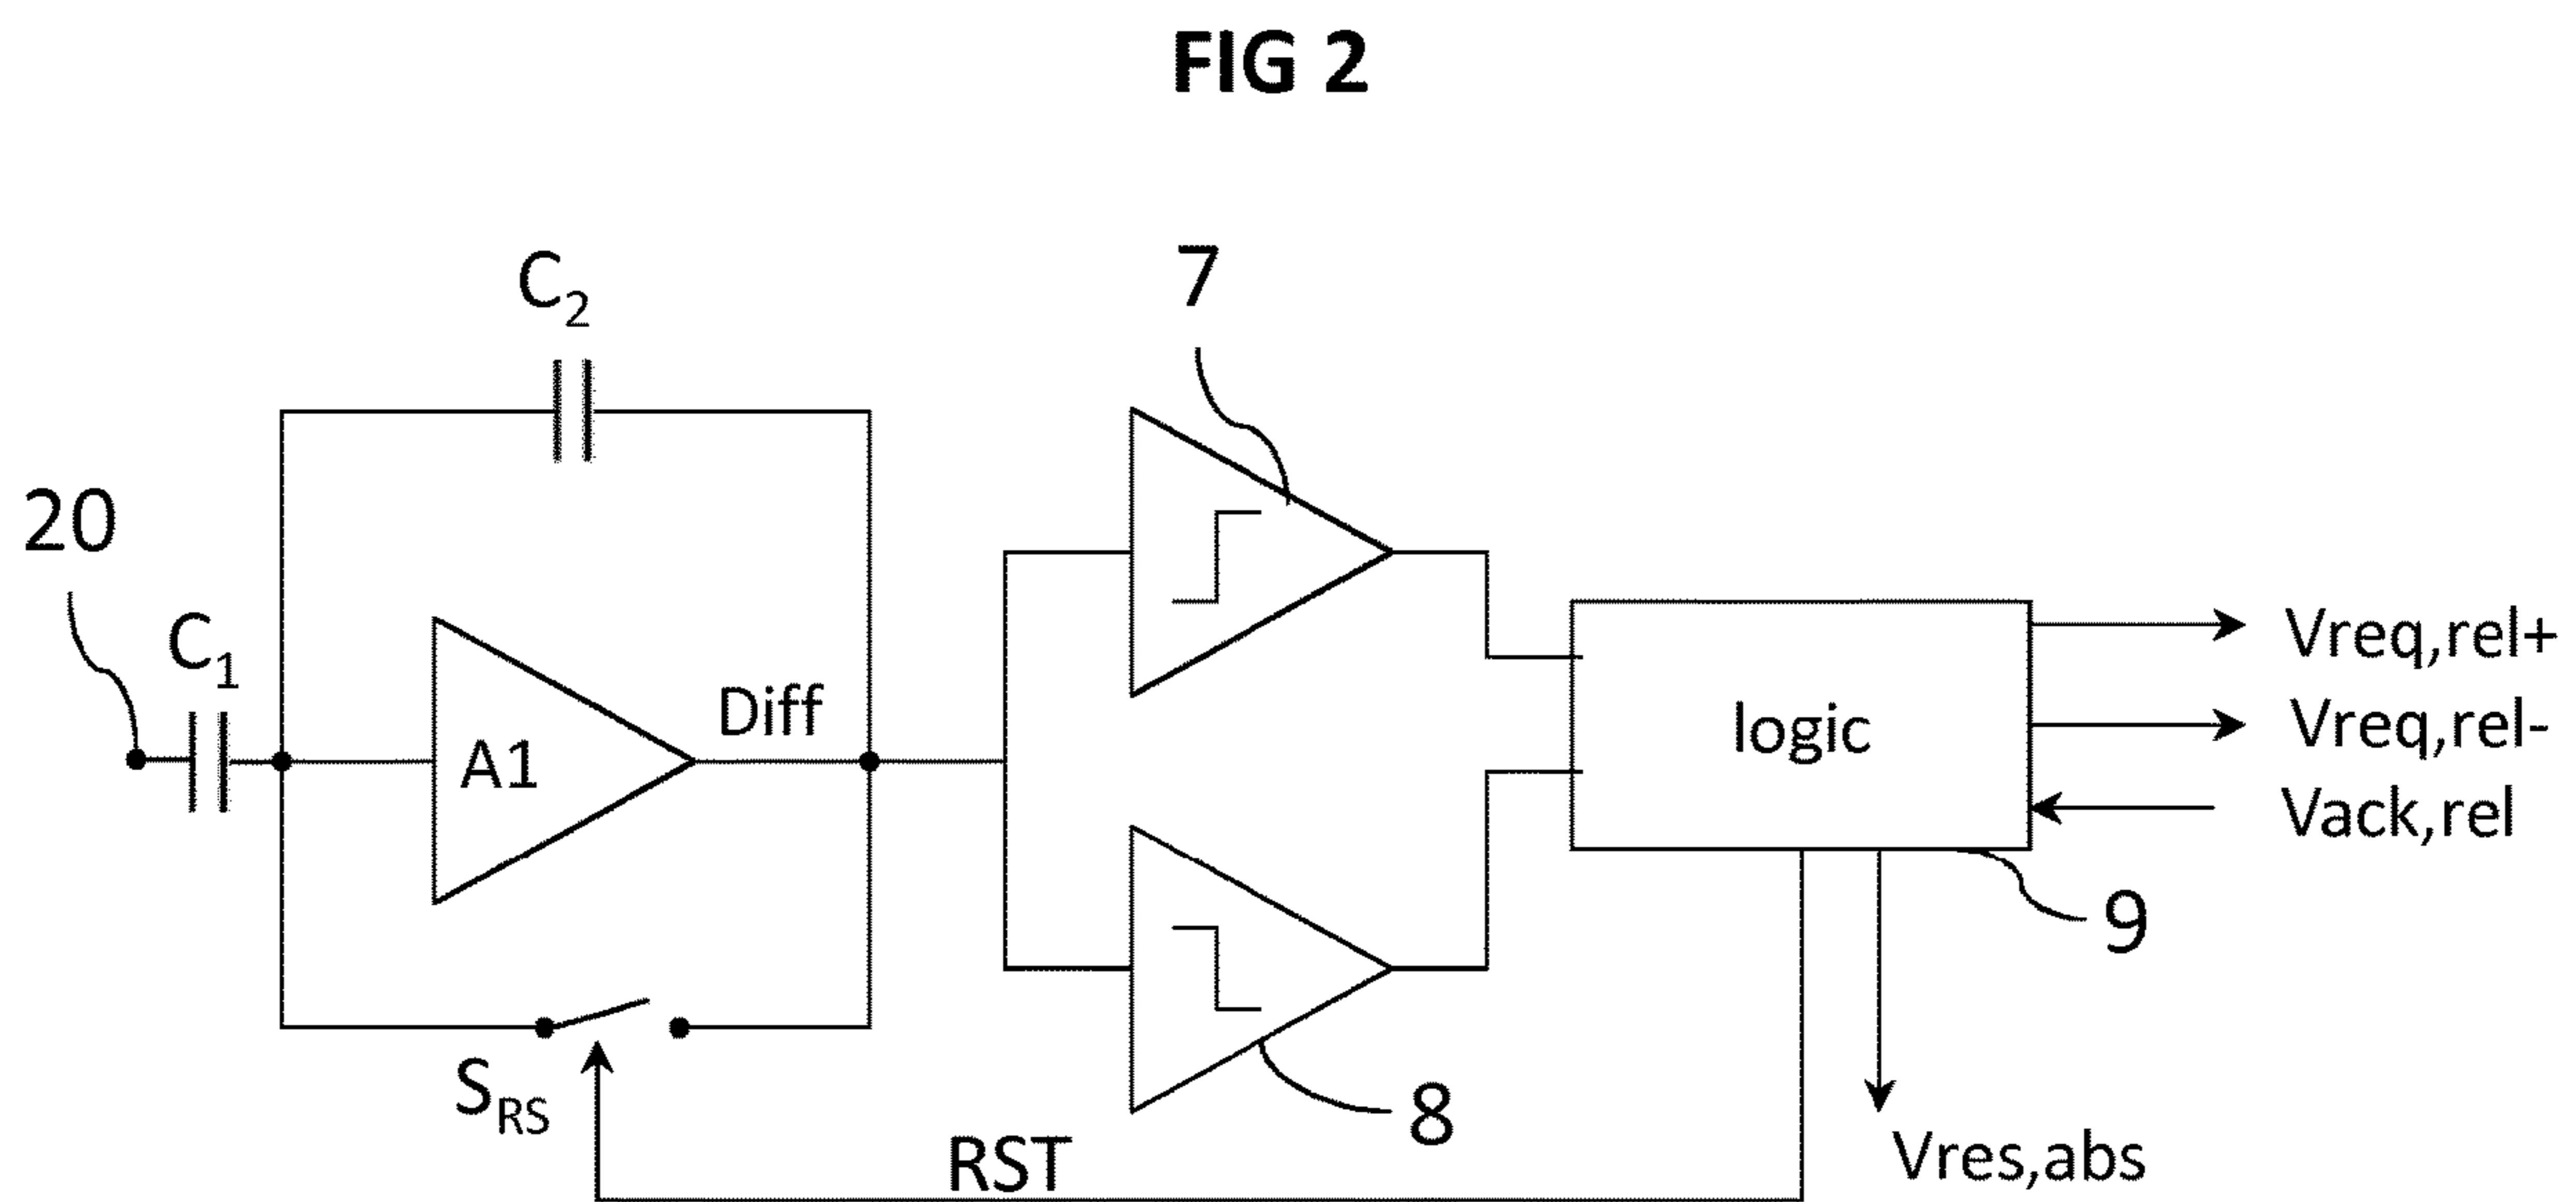 FIG 2
C2
7
20
C1
A1
Diff
logic
Vreq,rel+
Vreq,rel-
Vack,rel
9
SRS
8
RST
Vres,abs